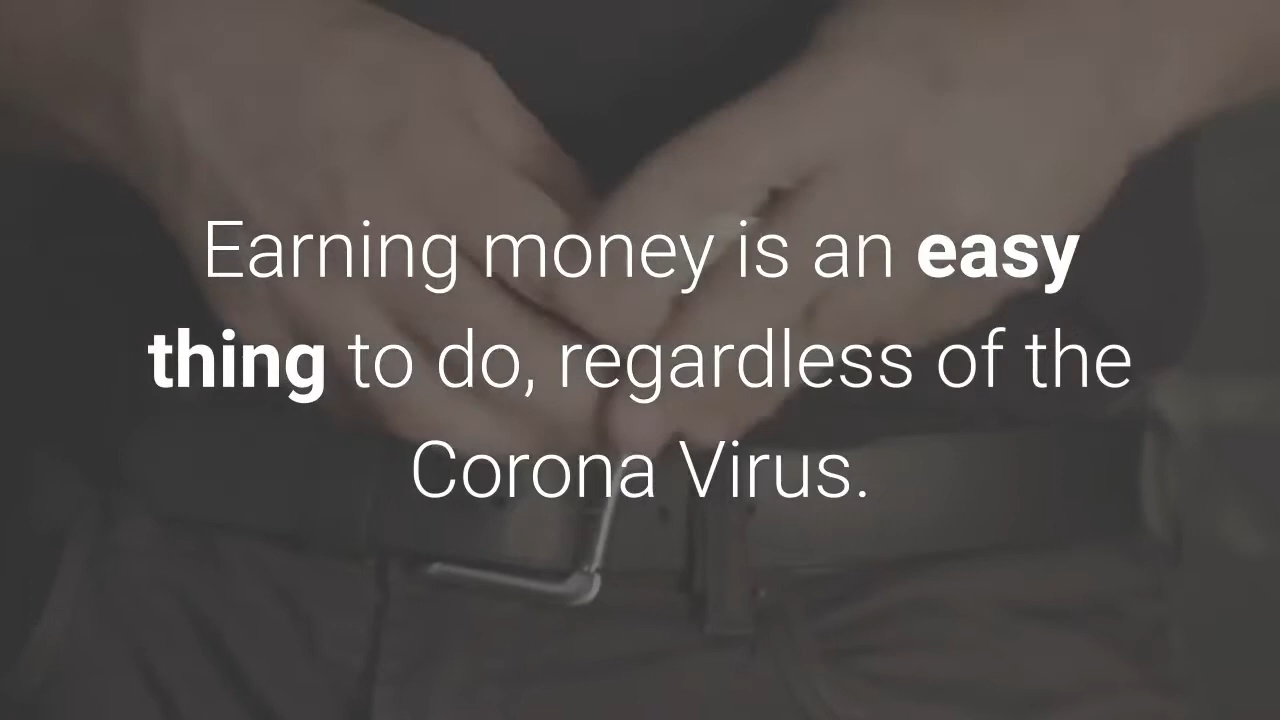 Earning money is an easy
thing to do, regardless of the
Corona Virus.